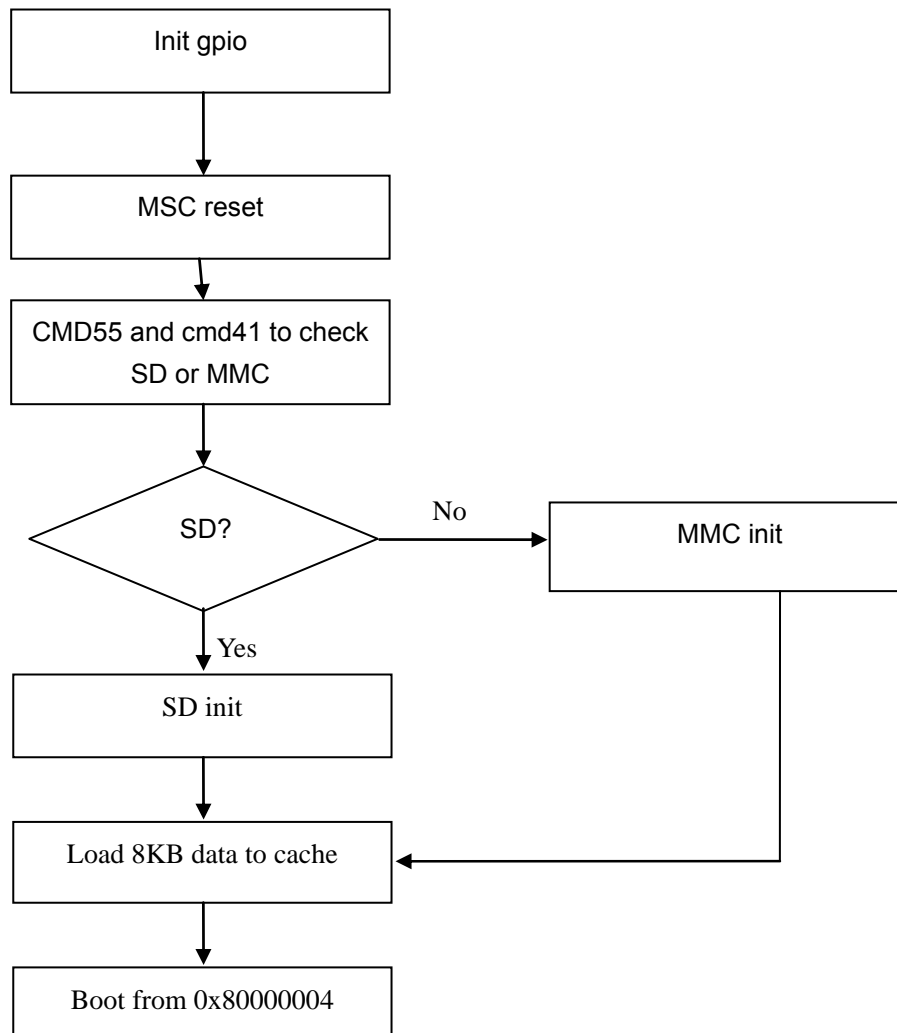 Init gpio
MSC reset
CMD55 and cmd41 to check
SD or MMC
SD?
No
MMC init
Yes
SD init
Load 8KB data to cache
Boot from 0x80000004